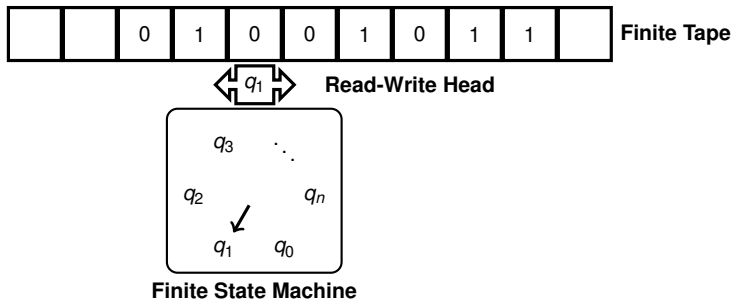 0 1 0 0 1 0 1 1 Finite Tape
q1 Read-Write Head
q3 ⋱
q2 qn
q1 q0
Finite State Machine